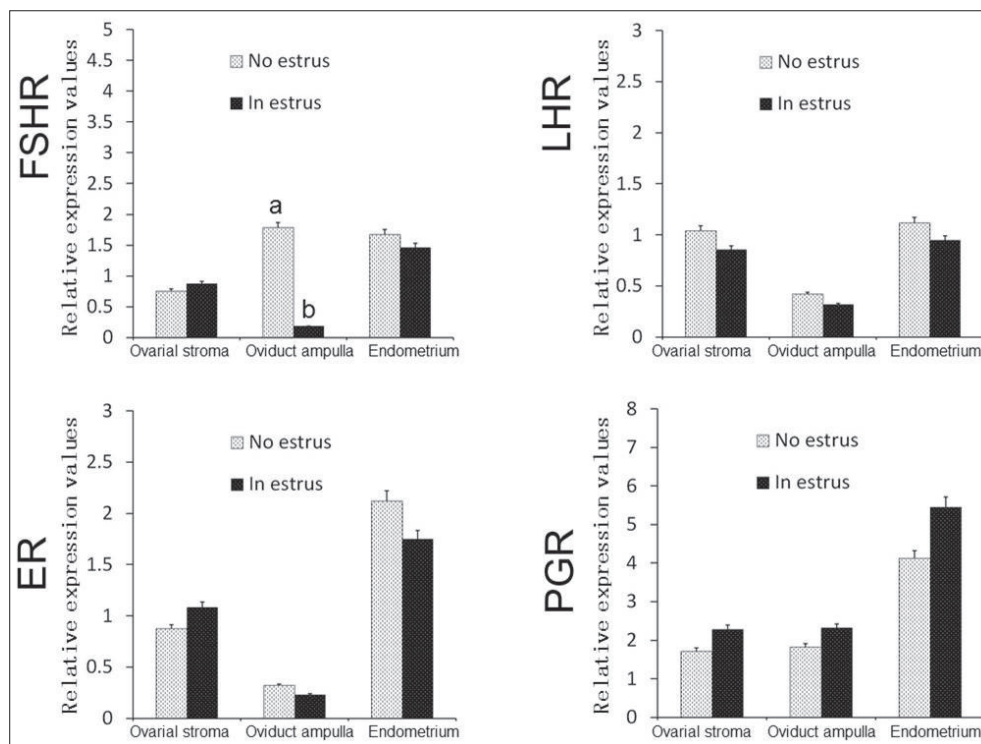 FSHR
Relative expression values
5
4.5
4
3.5
3
2.5
2
1.5
1
0.5
0
No estrus
In estrus
a
b
Ovarial stroma Oviduct ampulla Endometrium
LHR
Relative expression values
3
2.5
2
1.5
1
0.5
0
No estrus
In estrus
Ovarial stroma Oviduct ampulla Endometrium
ER
Relative expression values
3
2.5
2
1.5
1
0.5
0
No estrus
In estrus
Ovarial stroma Oviduct ampulla Endometrium
PGR
Relative expression values
8
7
6
5
4
3
2
1
0
No estrus
In estrus
Ovarial stroma Oviduct ampulla Endometrium